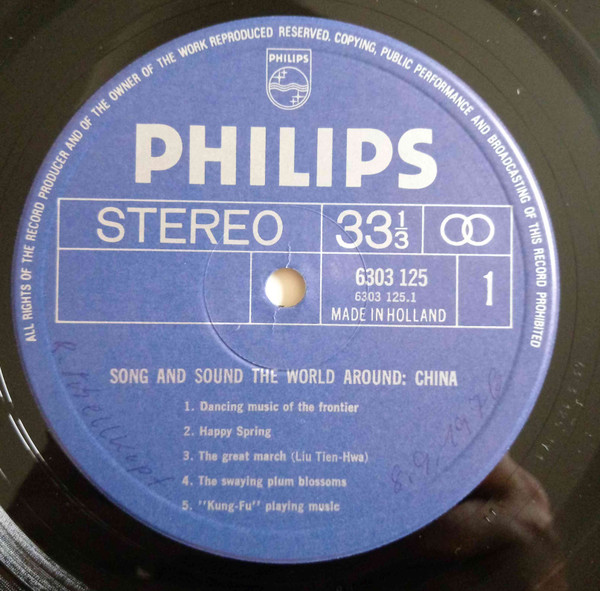 ALL RIGHTS OF THE RECORD PRODUCER AND OF THE OWNER OF THE WORK REPRODUCED RESERVED. COPYING, PUBLIC PERFORMANCE AND BROADCASTING OF THIS RECORD PROHIBITED
PHILIPS
PHILIPS
STEREO 33⅓
6303 125 1
6303 125.1
MADE IN HOLLAND
SONG AND SOUND THE WORLD AROUND: CHINA
1. Dancing music of the frontier
2. Happy Spring
3. The great march (Liu Tien-Hwa)
4. The swaying plum blossoms
5. "Kung-Fu" playing music
8.9.1976